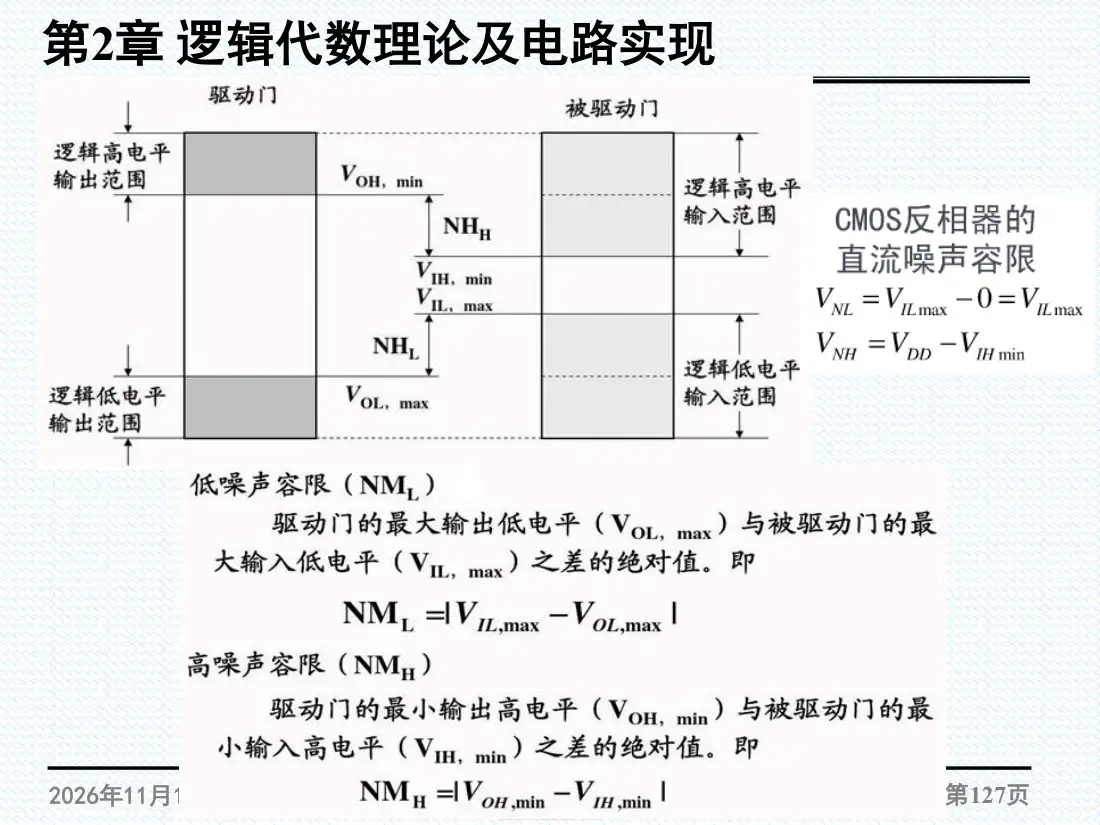 第2章 逻辑代数理论及电路实现
驱动门
被驱动门
逻辑高电平
输出范围
V_OH，min
NH_H
V_IH，min
V_IL，max
NH_L
逻辑低电平
输出范围
V_OL，max
逻辑高电平
输入范围
逻辑低电平
输入范围
CMOS反相器的
直流噪声容限
V_NL = V_ILmax − 0 = V_ILmax
V_NH = V_DD − V_IHmin
低噪声容限（NM_L）
驱动门的最大输出低电平（V_OL，max）与被驱动门的最
大输入低电平（V_IL，max）之差的绝对值。即
NM_L =|V_IL,max − V_OL,max|
高噪声容限（NM_H）
驱动门的最小输出高电平（V_OH，min）与被驱动门的最
小输入高电平（V_IH，min）之差的绝对值。即
NM_H =|V_OH,min − V_IH,min|
2026年11月1
第127页